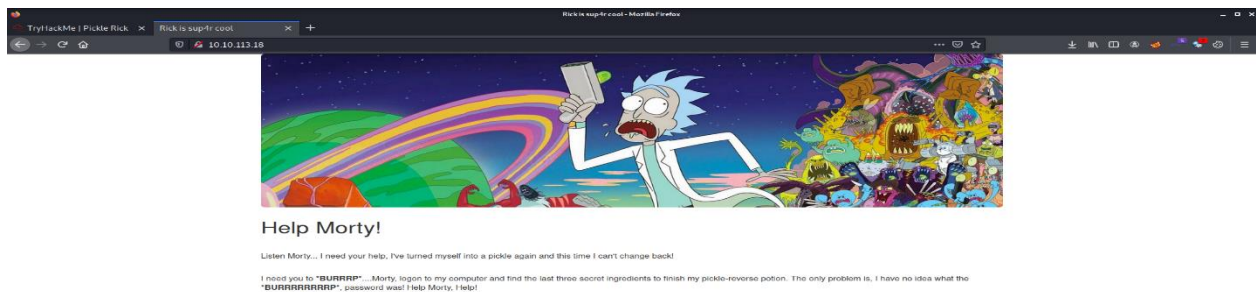 Rick is sup4r cool - Mozilla Firefox
TryHackMe | Pickle Rick
Rick is sup4r cool
10.10.113.18
Help Morty!
Listen Morty... I need your help, I've turned myself into a pickle again and this time I can't change back!
I need you to *BURRRP*....Morty, logon to my computer and find the last three secret ingredients to finish my pickle-reverse potion. The only problem is, I have no idea what the
*BURRRRRRRRP*, password was! Help Morty, Help!